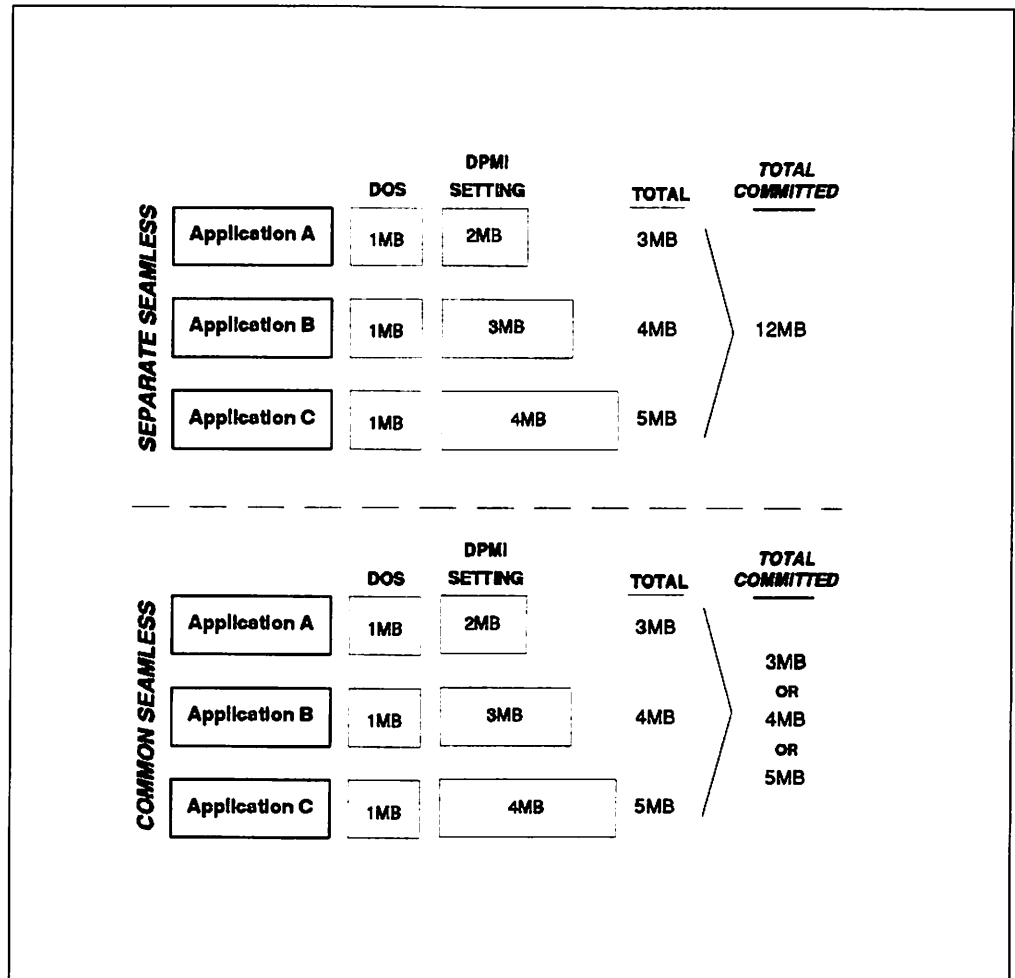 DPMI TOTAL
DOS SETTING TOTAL COMMITTED
SEPARATE SEAMLESS
Application A 1MB 2MB 3MB
Application B 1MB 3MB 4MB 12MB
Application C 1MB 4MB 5MB
DPMI TOTAL
DOS SETTING TOTAL COMMITTED
COMMON SEAMLESS
Application A 1MB 2MB 3MB
3MB
OR
Application B 1MB 3MB 4MB 4MB
OR
5MB
Application C 1MB 4MB 5MB